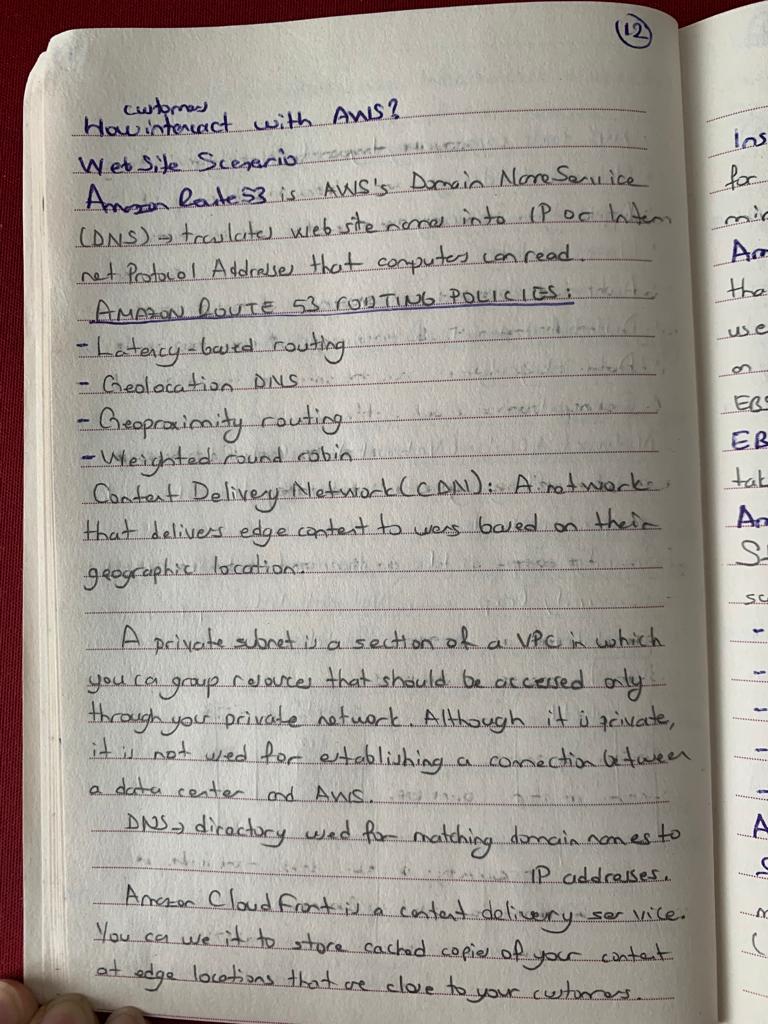 12
customers
How interact with AWS?
Web Site Scenerio
Amazon Route 53 is AWS's Domain Name Service
(DNS) → translates web site names into IP or Inter
net Protocol Addresses that computers can read.
AMAZON ROUTE 53 ROUTING POLICIES:
- Latency-based routing
- Geolocation DNS
- Geoproximity routing
- Weighted round robin
Content Delivery Network (CDN): A network
that delivers edge content to users based on their
geographic location.
A private subnet is a section of a VPC in which
you can group resources that should be accessed only
through your private network. Although it is private,
it is not used for establishing a connection between
a data center and AWS.
DNS → directory used for matching domain names to
IP addresses.
Amazon CloudFront is a content delivery service.
You can use it to store cached copies of your content
at edge locations that are close to your customers.
Ins
for
min
Am
tha
use
on
EBS
EB
tak
Am
S
sc
-
-
-
-
-
A
S
m
(